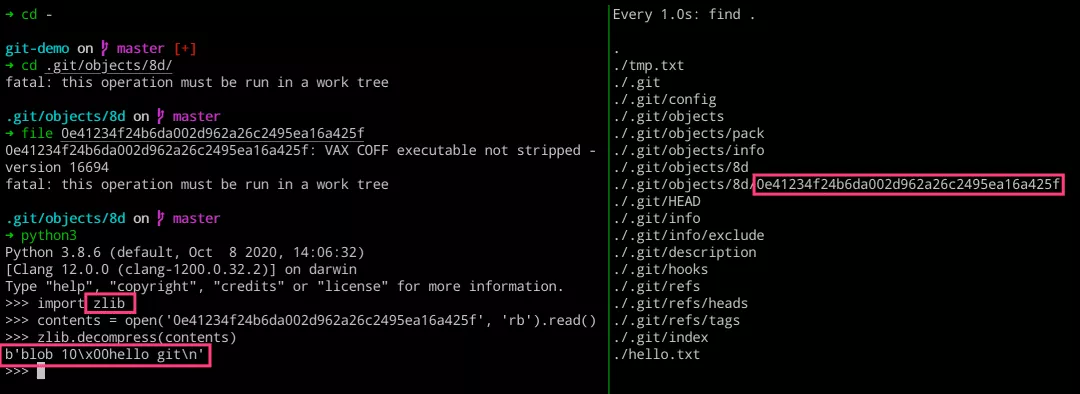 ➜ cd -
git-demo on  master [+]
➜ cd .git/objects/8d/
fatal: this operation must be run in a work tree
.git/objects/8d on  master
➜ file 0e41234f24b6da002d962a26c2495ea16a425f
0e41234f24b6da002d962a26c2495ea16a425f: VAX COFF executable not stripped -
version 16694
fatal: this operation must be run in a work tree
.git/objects/8d on  master
➜ python3
Python 3.8.6 (default, Oct  8 2020, 14:06:32)
[Clang 12.0.0 (clang-1200.0.32.2)] on darwin
Type "help", "copyright", "credits" or "license" for more information.
>>> import zlib
>>> contents = open('0e41234f24b6da002d962a26c2495ea16a425f', 'rb').read()
>>> zlib.decompress(contents)
b'blob 10\x00hello git\n'
>>>
Every 1.0s: find .
.
./tmp.txt
./.git
./.git/config
./.git/objects
./.git/objects/pack
./.git/objects/info
./.git/objects/8d
./.git/objects/8d/0e41234f24b6da002d962a26c2495ea16a425f
./.git/HEAD
./.git/info
./.git/info/exclude
./.git/description
./.git/hooks
./.git/refs
./.git/refs/heads
./.git/refs/tags
./.git/index
./hello.txt